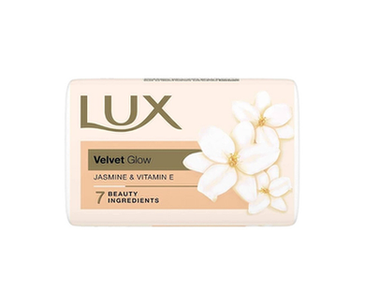 LUX
Velvet Glow
JASMINE & VITAMIN E
7 BEAUTY
INGREDIENTS